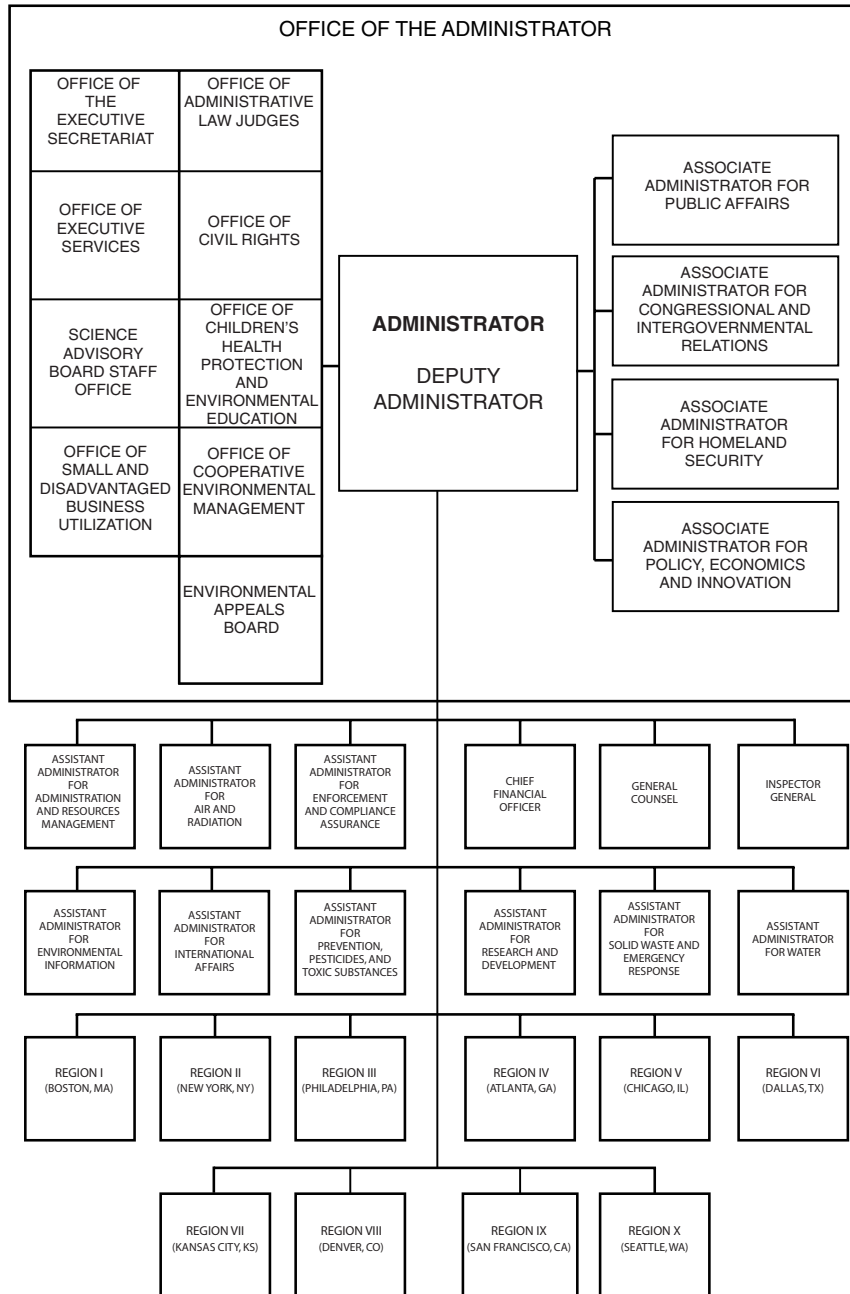 OFFICE OF THE ADMINISTRATOR
OFFICE OF
THE
EXECUTIVE
SECRETARIAT
OFFICE OF
ADMINISTRATIVE
LAW JUDGES
OFFICE OF
EXECUTIVE
SERVICES
OFFICE OF
CIVIL RIGHTS
SCIENCE
ADVISORY
BOARD STAFF
OFFICE
OFFICE OF
CHILDREN'S
HEALTH
PROTECTION
AND
ENVIRONMENTAL
EDUCATION
OFFICE OF
SMALL AND
DISADVANTAGED
BUSINESS
UTILIZATION
OFFICE OF
COOPERATIVE
ENVIRONMENTAL
MANAGEMENT
ENVIRONMENTAL
APPEALS
BOARD
ADMINISTRATOR
DEPUTY
ADMINISTRATOR
ASSOCIATE
ADMINISTRATOR FOR
PUBLIC AFFAIRS
ASSOCIATE
ADMINISTRATOR FOR
CONGRESSIONAL AND
INTERGOVERNMENTAL
RELATIONS
ASSOCIATE
ADMINISTRATOR
FOR HOMELAND
SECURITY
ASSOCIATE
ADMINISTRATOR FOR
POLICY, ECONOMICS
AND INNOVATION
ASSISTANT
ADMINISTRATOR
FOR
ADMINISTRATION
AND RESOURCES
MANAGEMENT
ASSISTANT
ADMINISTRATOR
FOR
AIR AND
RADIATION
ASSISTANT
ADMINISTRATOR
FOR
ENFORCEMENT
AND COMPLIANCE
ASSURANCE
CHIEF
FINANCIAL
OFFICER
GENERAL
COUNSEL
INSPECTOR
GENERAL
ASSISTANT
ADMINISTRATOR
FOR
ENVIRONMENTAL
INFORMATION
ASSISTANT
ADMINISTRATOR
FOR
INTERNATIONAL
AFFAIRS
ASSISTANT
ADMINISTRATOR
FOR
PREVENTION,
PESTICIDES, AND
TOXIC SUBSTANCES
ASSISTANT
ADMINISTRATOR
FOR
RESEARCH AND
DEVELOPMENT
ASSISTANT
ADMINISTRATOR
FOR
SOLID WASTE AND
EMERGENCY
RESPONSE
ASSISTANT
ADMINISTRATOR
FOR WATER
REGION I
(BOSTON, MA)
REGION II
(NEW YORK, NY)
REGION III
(PHILADELPHIA, PA)
REGION IV
(ATLANTA, GA)
REGION V
(CHICAGO, IL)
REGION VI
(DALLAS, TX)
REGION VII
(KANSAS CITY, KS)
REGION VIII
(DENVER, CO)
REGION IX
(SAN FRANCISCO, CA)
REGION X
(SEATTLE, WA)